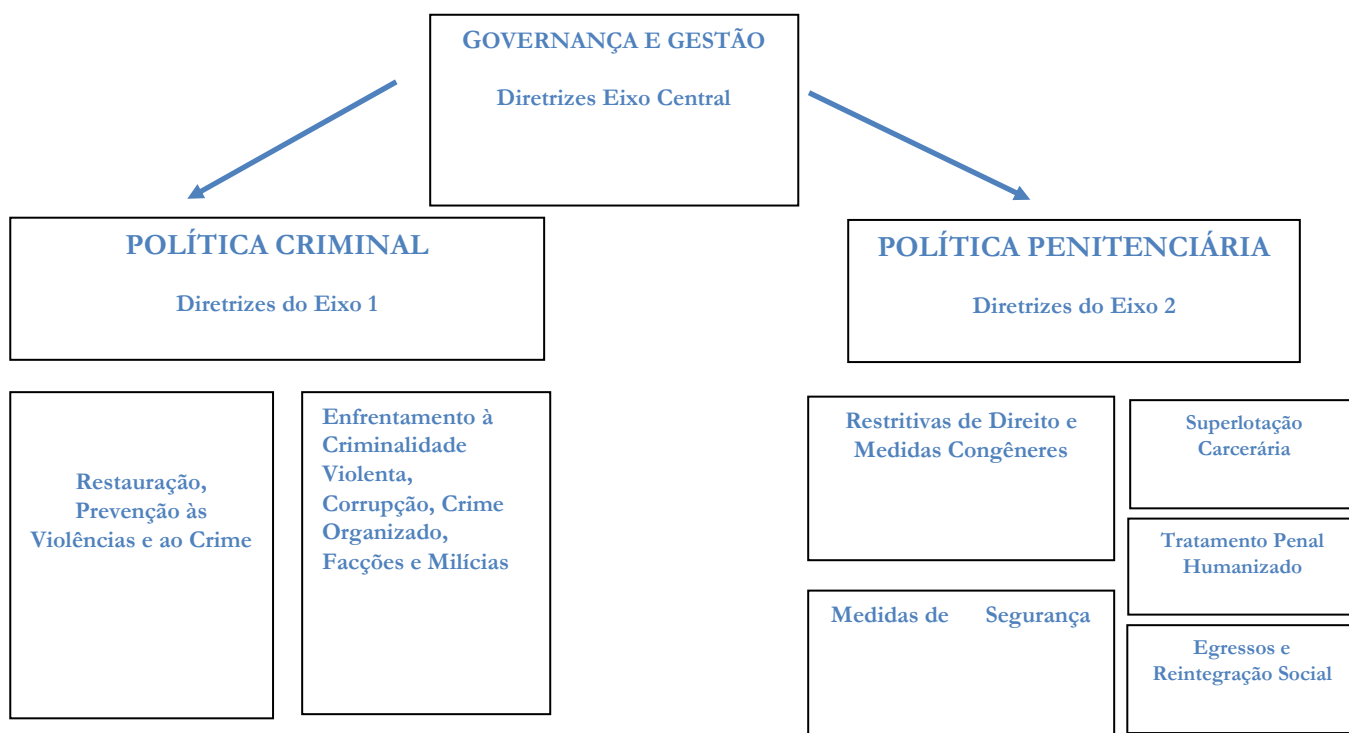 GOVERNANÇA E GESTÃO
Diretrizes Eixo Central
POLÍTICA CRIMINAL
Diretrizes do Eixo 1
POLÍTICA PENITENCIÁRIA
Diretrizes do Eixo 2
Restauração,
Prevenção às
Violências e ao Crime
Enfrentamento à
Criminalidade
Violenta,
Corrupção, Crime
Organizado,
Facções e Milícias
Restritivas de Direito e
Medidas Congêneres
Medidas de Segurança
Superlotação
Carcerária
Tratamento Penal
Humanizado
Egressos e
Reintegração Social